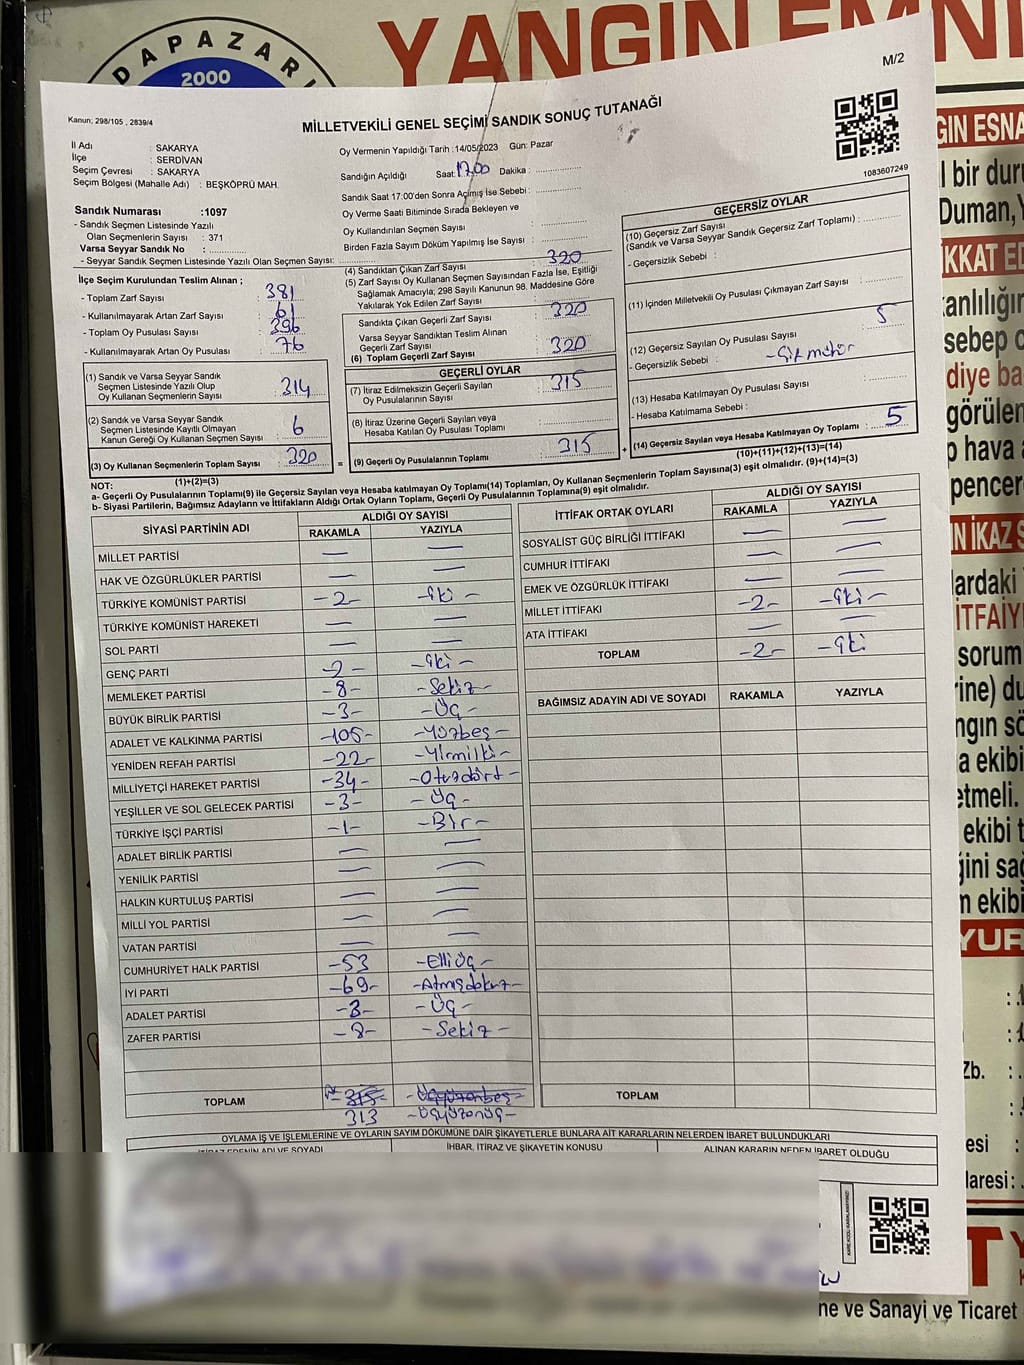 DAPAZARI
2000
YANGIN EMNİ
M/2
Kanun; 298/105 , 2839/4
MİLLETVEKİLİ GENEL SEÇİMİ SANDIK SONUÇ TUTANAĞI
1083607249
İl Adı : SAKARYA
İlçe : SERDİVAN
Seçim Çevresi : SAKARYA
Seçim Bölgesi (Mahalle Adı) : BEŞKÖPRÜ MAH.
Sandık Numarası :1097
- Sandık Seçmen Listesinde Yazılı
Olan Seçmenlerin Sayısı : 371
Varsa Seyyar Sandık No :
- Seyyar Sandık Seçmen Listesinde Yazılı Olan Seçmen Sayısı:
Oy Vermenin Yapıldığı Tarih :14/05/2023 Gün: Pazar
Sandığın Açıldığı Saat: 17.00 Dakika :
Sandık Saat 17:00'den Sonra Açımış İse Sebebi :
Oy Verme Saati Bitiminde Sırada Bekleyen ve
Oy Kullandırılan Seçmen Sayısı :
Birden Fazla Sayım Döküm Yapılmış İse Sayısı :
İlçe Seçim Kurulundan Teslim Alınan ;
- Toplam Zarf Sayısı : 381
- Kullanılmayarak Artan Zarf Sayısı : 61
- Toplam Oy Pusulası Sayısı : 396
- Kullanılmayarak Artan Oy Pusulası : 76
(1) Sandık ve Varsa Seyyar Sandık
Seçmen Listesinde Yazılı Olup
Oy Kullanan Seçmenlerin Sayısı : 314
(2) Sandık ve Varsa Seyyar Sandık
Seçmen Listesinde Kayıtlı Olmayan
Kanun Gereği Oy Kullanan Seçmen Sayısı : 6
(3) Oy Kullanan Seçmenlerin Toplam Sayısı : 320
(1)+(2)=(3)
(4) Sandıktan Çıkan Zarf Sayısı : 320
(5) Zarf Sayısı Oy Kullanan Seçmen Sayısından Fazla İse, Eşitliği
Sağlamak Amacıyla; 298 Sayılı Kanunun 98. Maddesine Göre
Yakılarak Yok Edilen Zarf Sayısı :
Sandıkta Çıkan Geçerli Zarf Sayısı : 320
Varsa Seyyar Sandıktan Teslim Alınan
Geçerli Zarf Sayısı :
(6) Toplam Geçerli Zarf Sayısı : 320
GEÇERLİ OYLAR
(7) İtiraz Edilmeksizin Geçerli Sayılan
Oy Pusulalarının Sayısı : 315
(8) İtiraz Üzerine Geçerli Sayılan veya
Hesaba Katılan Oy Pusulası Toplamı :
= (9) Geçerli Oy Pusulalarının Toplamı : 315 +
GEÇERSİZ OYLAR
(10) Geçersiz Zarf Sayısı
(Sandık ve Varsa Seyyar Sandık Geçersiz Zarf Toplamı) :
- Geçersizlik Sebebi :
(11) İçinden Milletvekili Oy Pusulası Çıkmayan Zarf Sayısı :
(12) Geçersiz Sayılan Oy Pusulası Sayısı : 5
- Geçersizlik Sebebi :
(13) Hesaba Katılmayan Oy Pusulası Sayısı :
- Hesaba Katılmama Sebebi :
(14) Geçersiz Sayılan veya Hesaba Katılmayan Oy Toplamı : 5
(10)+(11)+(12)+(13)=(14)
NOT:
a- Geçerli Oy Pusulalarının Toplamı(9) ile Geçersiz Sayılan veya Hesaba katılmayan Oy Toplamı(14) Toplamları, Oy Kullanan Seçmenlerin Toplam Sayısına(3) eşit olmalıdır. (9)+(14)=(3)
b- Siyasi Partilerin, Bağımsız Adayların ve İttifakların Aldığı Ortak Oyların Toplamı, Geçerli Oy Pusulalarının Toplamına(9) eşit olmalıdır.
SİYASİ PARTİNİN ADI ALDIĞI OY SAYISI
RAKAMLA YAZIYLA
MİLLET PARTİSİ — —
HAK VE ÖZGÜRLÜKLER PARTİSİ — —
TÜRKİYE KOMÜNİST PARTİSİ -2- -iki-
TÜRKİYE KOMÜNİST HAREKETİ — —
SOL PARTİ — —
GENÇ PARTİ -2- -iki-
MEMLEKET PARTİSİ -8- -Sekiz-
BÜYÜK BİRLİK PARTİSİ -3- -Üç-
ADALET VE KALKINMA PARTİSİ -105- -Yüzbeş-
YENİDEN REFAH PARTİSİ -22- -Yirmiiki-
MİLLİYETÇİ HAREKET PARTİSİ -34- -Otuzdört-
YEŞİLLER VE SOL GELECEK PARTİSİ -3- -Üç-
TÜRKİYE İŞÇİ PARTİSİ -1- -Bir-
ADALET BİRLİK PARTİSİ — —
YENİLİK PARTİSİ — —
HALKIN KURTULUŞ PARTİSİ — —
MİLLİ YOL PARTİSİ — —
VATAN PARTİSİ — —
CUMHURİYET HALK PARTİSİ -53 -Elliüç-
İYİ PARTİ -69- -Atmışdokuz-
ADALET PARTİSİ -3- -Üç-
ZAFER PARTİSİ -8- -Sekiz-
TOPLAM 315 -Üçyüzonbeş-
313 -Üçyüzonüç-
İTTİFAK ORTAK OYLARI ALDIĞI OY SAYISI
RAKAMLA YAZIYLA
SOSYALİST GÜÇ BİRLİĞİ İTTİFAKI — —
CUMHUR İTTİFAKI — —
EMEK VE ÖZGÜRLÜK İTTİFAKI — —
MİLLET İTTİFAKI -2- -iki-
ATA İTTİFAKI — —
TOPLAM -2- -iki
BAĞIMSIZ ADAYIN ADI VE SOYADI RAKAMLA YAZIYLA
TOPLAM
OYLAMA İŞ VE İŞLEMLERİNE VE OYLARIN SAYIM DÖKÜMÜNE DAİR ŞİKAYETLERLE BUNLARA AİT KARARLARIN NELERDEN İBARET BULUNDUKLARI
İTİRAZ EDENİN ADI VE SOYADI İHBAR, İTİRAZ VE ŞİKAYETİN KONUSU ALINAN KARARIN NEDEN İBARET OLDUĞU
GIN ESNA
l bir duru
Duman,
KKAT ED
anlılığın
sebep o
diye ba
görülen
p hava a
pencer
N İKAZ S
lardaki
İTFAİY
sorum
ine) du
ngın sö
a ekibi
etmeli.
ekibi t
ğini sağ
n ekibi
YUR
Zb. :
esi :
laresi:
T
ne ve Sanayi ve Ticaret